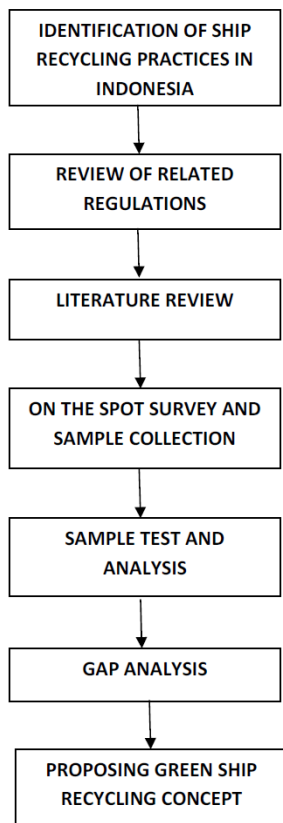 IDENTIFICATION OF SHIP
RECYCLING PRACTICES IN
INDONESIA
REVIEW OF RELATED
REGULATIONS
LITERATURE REVIEW
ON THE SPOT SURVEY AND
SAMPLE COLLECTION
SAMPLE TEST AND
ANALYSIS
GAP ANALYSIS
PROPOSING GREEN SHIP
RECYCLING CONCEPT